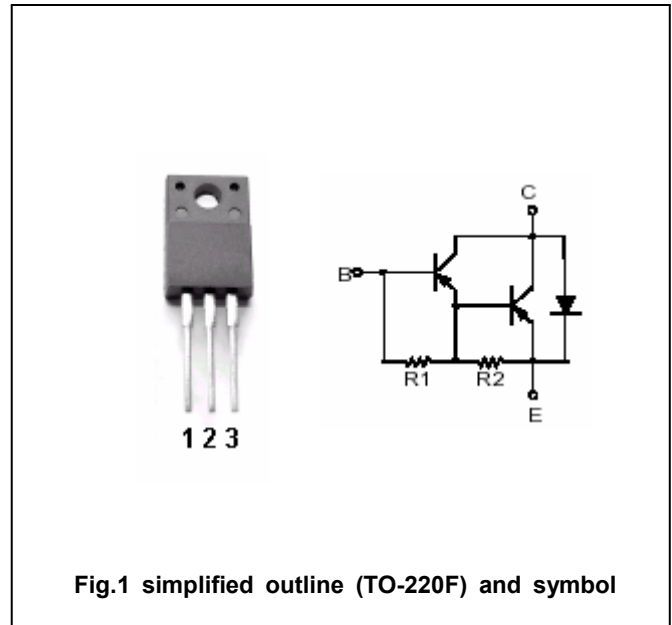 C
B
R1 R2
E
1 2 3
Fig.1 simplified outline (TO-220F) and symbol